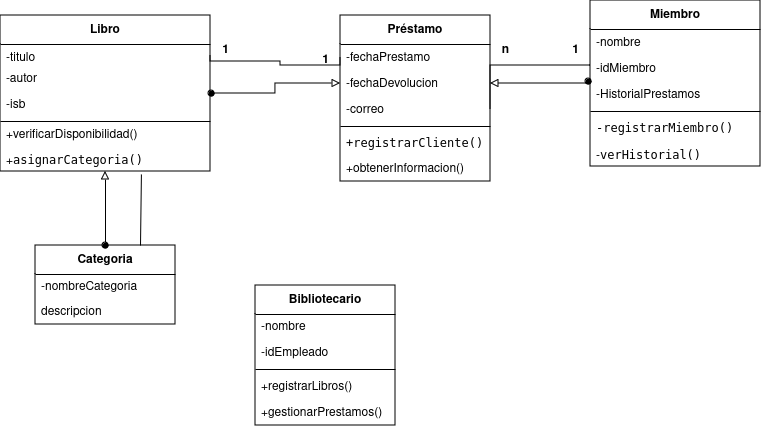 Libro
-titulo
-autor
-isb
+verificarDisponibilidad()
+asignarCategoria()
1
1
Préstamo
-fechaPrestamo
-fechaDevolucion
-correo
+registrarCliente()
+obtenerInformacion()
n
1
Miembro
-nombre
-idMiembro
-HistorialPrestamos
-registrarMiembro()
-verHistorial()
Categoria
-nombreCategoria
descripcion
Bibliotecario
-nombre
-idEmpleado
+registrarLibros()
+gestionarPrestamos()